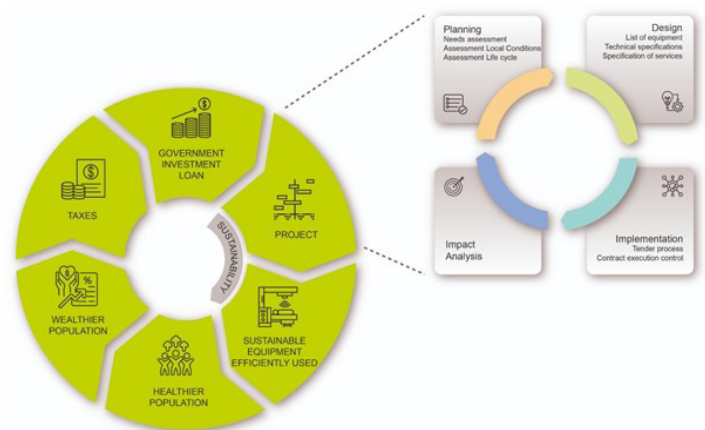 Planning
Needs assessment
Assessment Local Conditions
Assessment Life cycle
Design
List of equipment
Technical specifications
Specification of services
GOVERNMENT
INVESTMENT
LOAN
TAXES
PROJECT
SUSTAINABILITY
Impact
Analysis
Implementation
Tender process
Contract execution control
WEALTHIER
POPULATION
%
SUSTAINABLE
EQUIPMENT
EFFICIENTLY USED
HEALTHIER
POPULATION